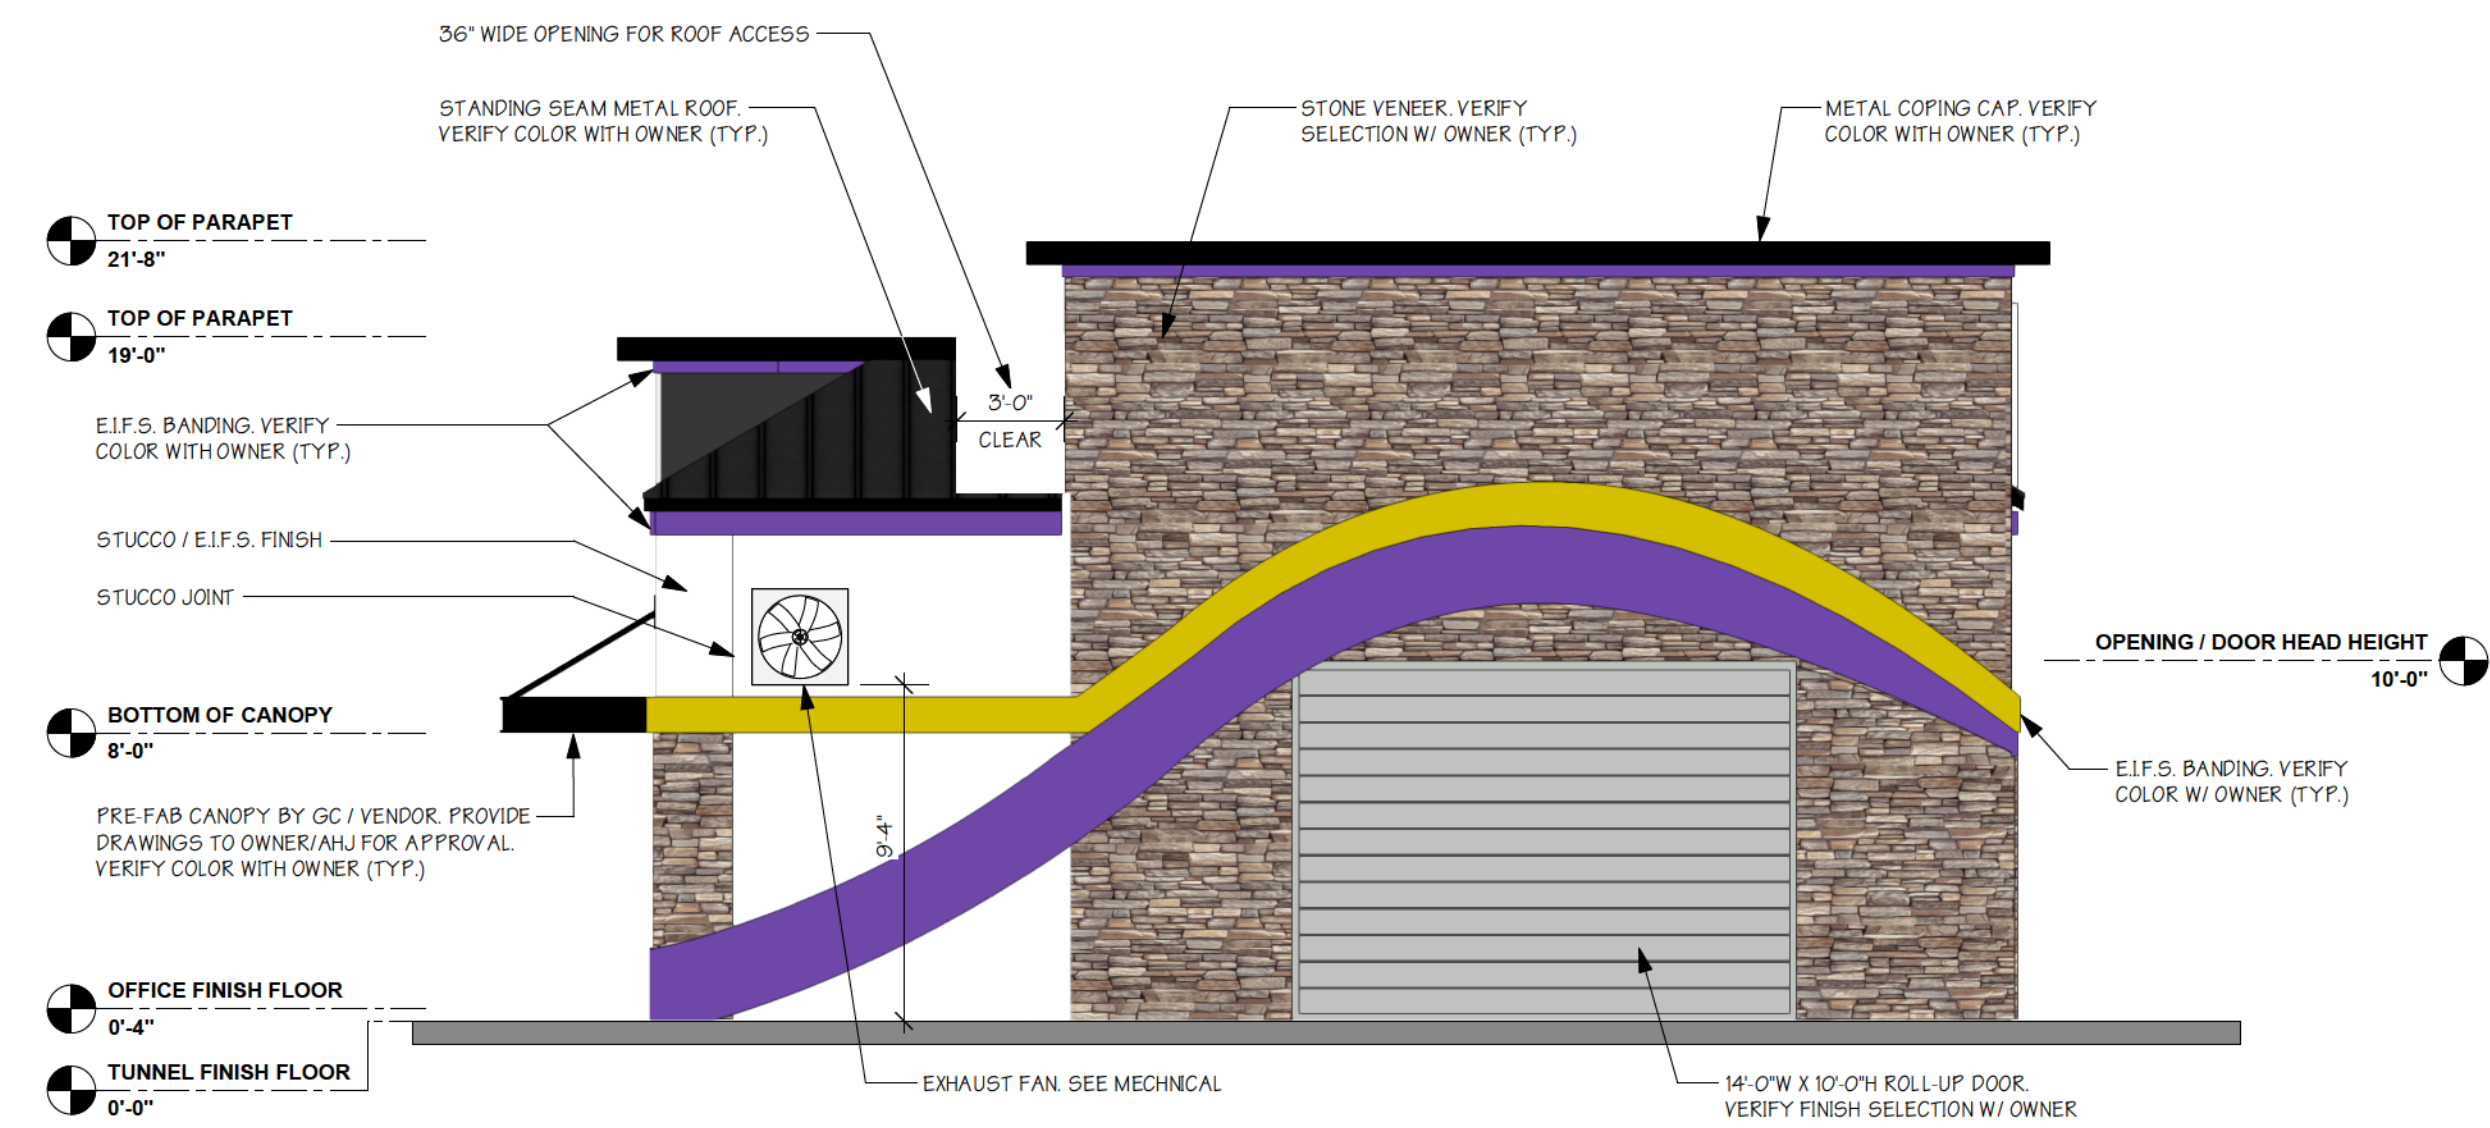 36" WIDE OPENING FOR ROOF ACCESS
STANDING SEAM METAL ROOF.
VERIFY COLOR WITH OWNER (TYP.)
STONE VENEER. VERIFY
SELECTION W/ OWNER (TYP.)
METAL COPING CAP. VERIFY
COLOR WITH OWNER (TYP.)
TOP OF PARAPET
21'-8"
TOP OF PARAPET
19'-0"
3'-0"
CLEAR
E.I.F.S. BANDING. VERIFY
COLOR WITH OWNER (TYP.)
STUCCO / E.I.F.S. FINISH
STUCCO JOINT
OPENING / DOOR HEAD HEIGHT
10'-0"
BOTTOM OF CANOPY
8'-0"
E.I.F.S. BANDING. VERIFY
COLOR W/ OWNER (TYP.)
PRE-FAB CANOPY BY GC / VENDOR. PROVIDE
DRAWINGS TO OWNER/AHJ FOR APPROVAL.
VERIFY COLOR WITH OWNER (TYP.)
9'-4"
OFFICE FINISH FLOOR
0'-4"
TUNNEL FINISH FLOOR
0'-0"
EXHAUST FAN. SEE MECHNICAL
14'-0"W X 10'-0"H ROLL-UP DOOR.
VERIFY FINISH SELECTION W/ OWNER